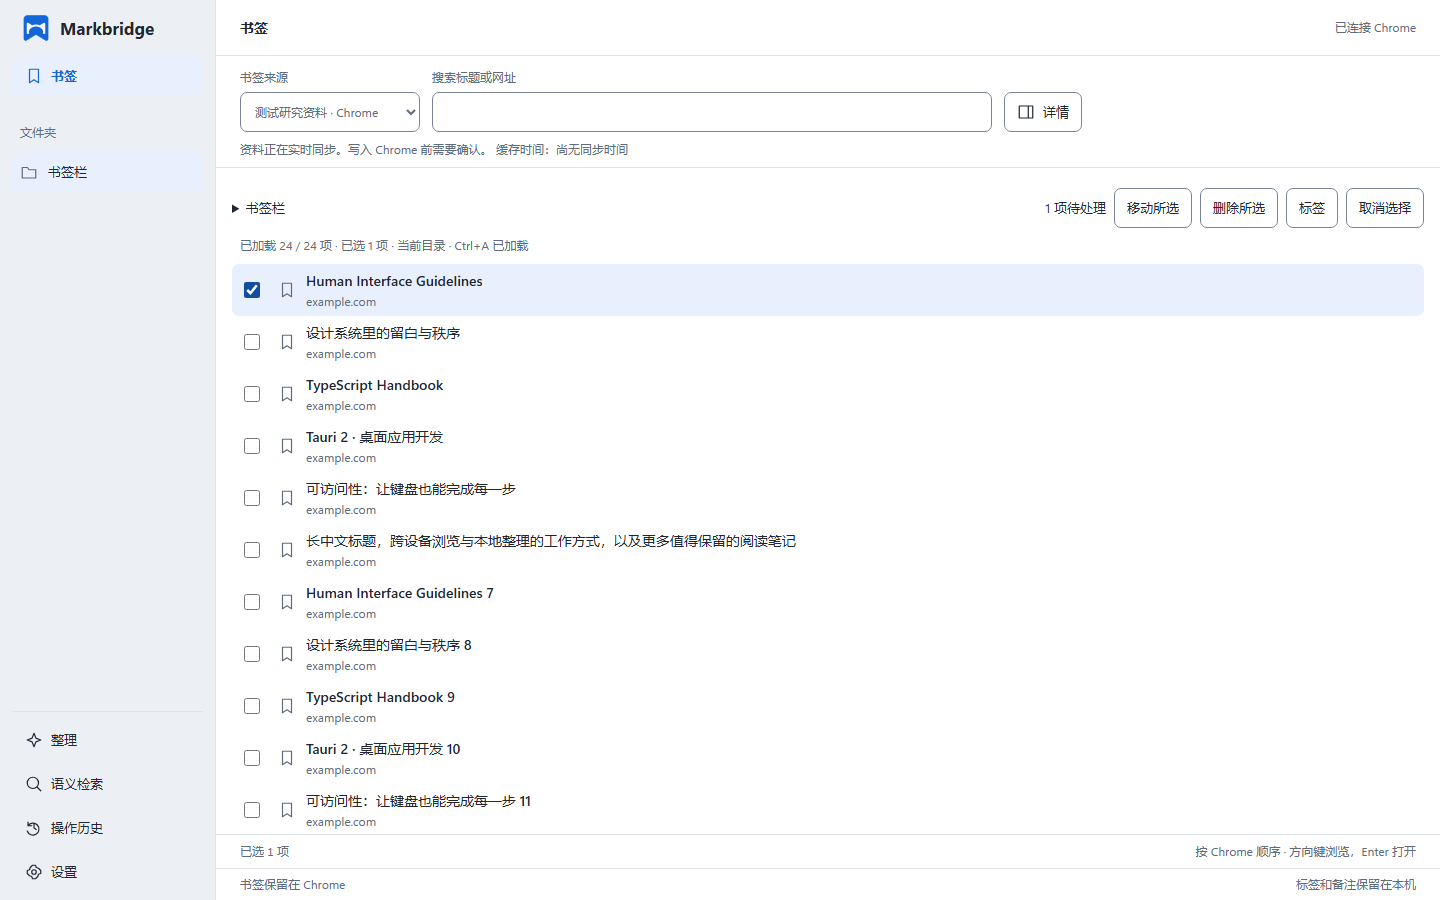 Markbridge
书签
文件夹
书签栏
整理
语义检索
操作历史
设置
书签
已连接 Chrome
书签来源
搜索标题或网址
测试研究资料 · Chrome
详情
资料正在实时同步。写入 Chrome 前需要确认。 缓存时间：尚无同步时间
书签栏
1 项待处理
移动所选
删除所选
标签
取消选择
已加载 24 / 24 项 · 已选 1 项 · 当前目录 · Ctrl+A 已加载
Human Interface Guidelines
example.com
设计系统里的留白与秩序
example.com
TypeScript Handbook
example.com
Tauri 2 · 桌面应用开发
example.com
可访问性：让键盘也能完成每一步
example.com
长中文标题，跨设备浏览与本地整理的工作方式，以及更多值得保留的阅读笔记
example.com
Human Interface Guidelines 7
example.com
设计系统里的留白与秩序 8
example.com
TypeScript Handbook 9
example.com
Tauri 2 · 桌面应用开发 10
example.com
可访问性：让键盘也能完成每一步 11
example.com
已选 1 项
按 Chrome 顺序 · 方向键浏览，Enter 打开
书签保留在 Chrome
标签和备注保留在本机